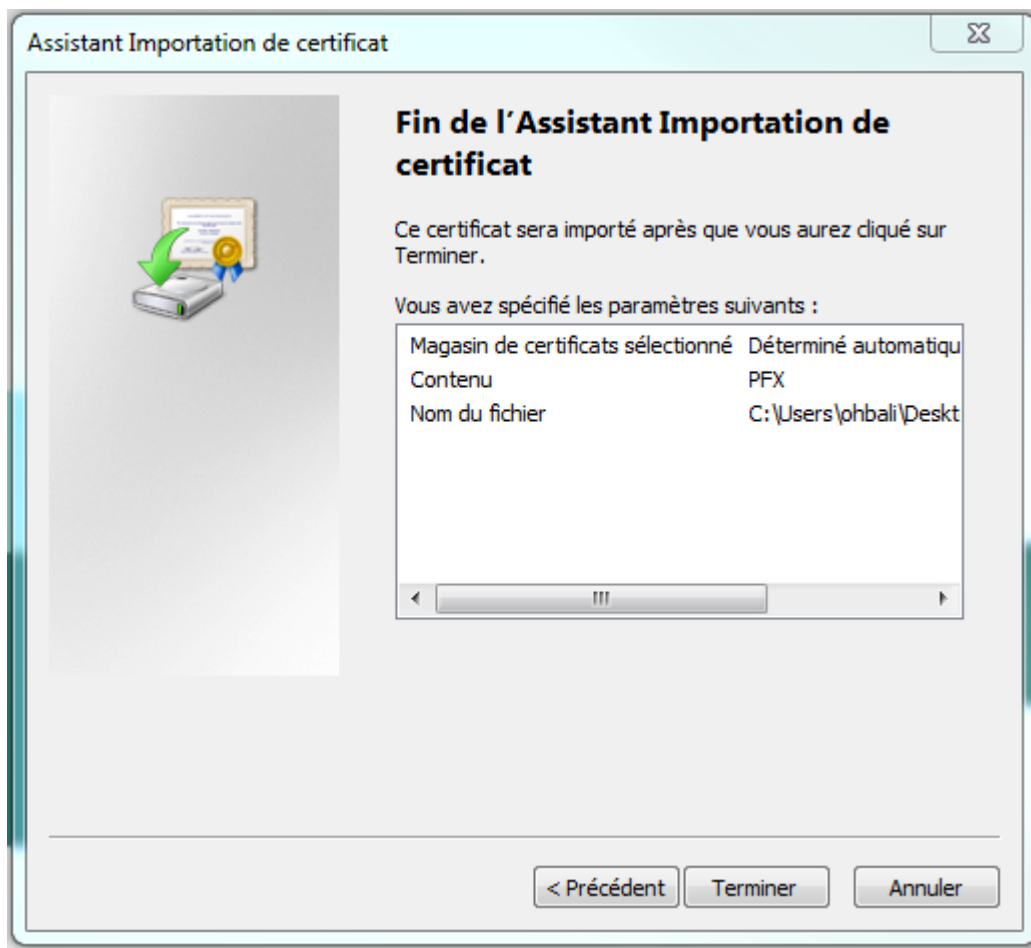 Assistant Importation de certificat
Fin de l'Assistant Importation de
certificat
Ce certificat sera importé après que vous aurez cliqué sur
Terminer.
Vous avez spécifié les paramètres suivants :
Magasin de certificats sélectionné Déterminé automatiqu
Contenu PFX
Nom du fichier C:\Users\ohbali\Deskt
< Précédent Terminer Annuler